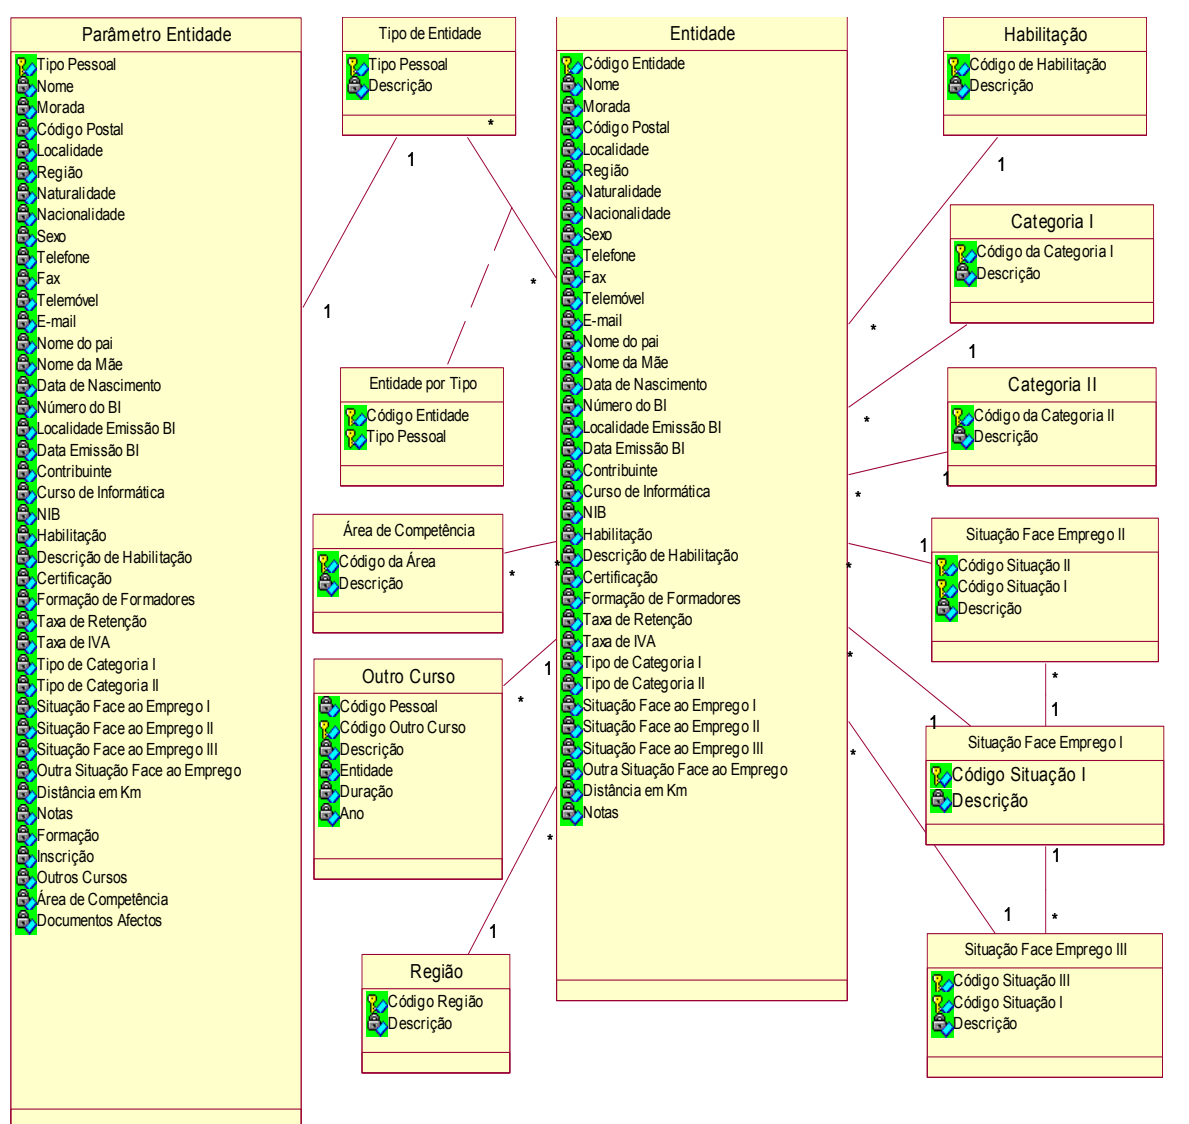 Parâmetro Entidade
Tipo Pessoal
Nome
Morada
Código Postal
Localidade
Região
Naturalidade
Nacionalidade
Sexo
Telefone
Fax
Telemóvel
E-mail
Nome do pai
Nome da Mãe
Data de Nascimento
Número do BI
Localidade Emissão BI
Data Emissão BI
Contribuinte
Curso de Informática
NIB
Habilitação
Descrição de Habilitação
Certificação
Formação de Formadores
Taxa de Retenção
Taxa de IVA
Tipo de Categoria I
Tipo de Categoria II
Situação Face ao Emprego I
Situação Face ao Emprego II
Situação Face ao Emprego III
Outra Situação Face ao Emprego
Distância em Km
Notas
Formação
Inscrição
Outros Cursos
Área de Competência
Documentos Afectos
Tipo de Entidade
Tipo Pessoal
Descrição
*
1
1
*
Entidade por Tipo
Código Entidade
Tipo Pessoal
Área de Competência
Código da Área
Descrição
*
*
Outro Curso
Código Pessoal
Código Outro Curso
Descrição
Entidade
Duração
Ano
1
*
*
1
Região
Código Região
Descrição
Entidade
Código Entidade
Nome
Morada
Código Postal
Localidade
Região
Naturalidade
Nacionalidade
Sexo
Telefone
Fax
Telemóvel
E-mail
Nome do pai
Nome da Mãe
Data de Nascimento
Número do BI
Localidade Emissão BI
Data Emissão BI
Contribuinte
Curso de Informática
NIB
Habilitação
Descrição de Habilitação
Certificação
Formação de Formadores
Taxa de Retenção
Taxa de IVA
Tipo de Categoria I
Tipo de Categoria II
Situação Face ao Emprego I
Situação Face ao Emprego II
Situação Face ao Emprego III
Outra Situação Face ao Emprego
Distância em Km
Notas
Habilitação
Código de Habilitação
Descrição
1
*
Categoria I
Código da Categoria I
Descrição
1
*
Categoria II
Código da Categoria II
Descrição
1
*
Situação Face Emprego II
Código Situação II
Código Situação I
Descrição
1
*
*
1
*
1
Situação Face Emprego I
Código Situação I
Descrição
*
1
1
*
Situação Face Emprego III
Código Situação III
Código Situação I
Descrição